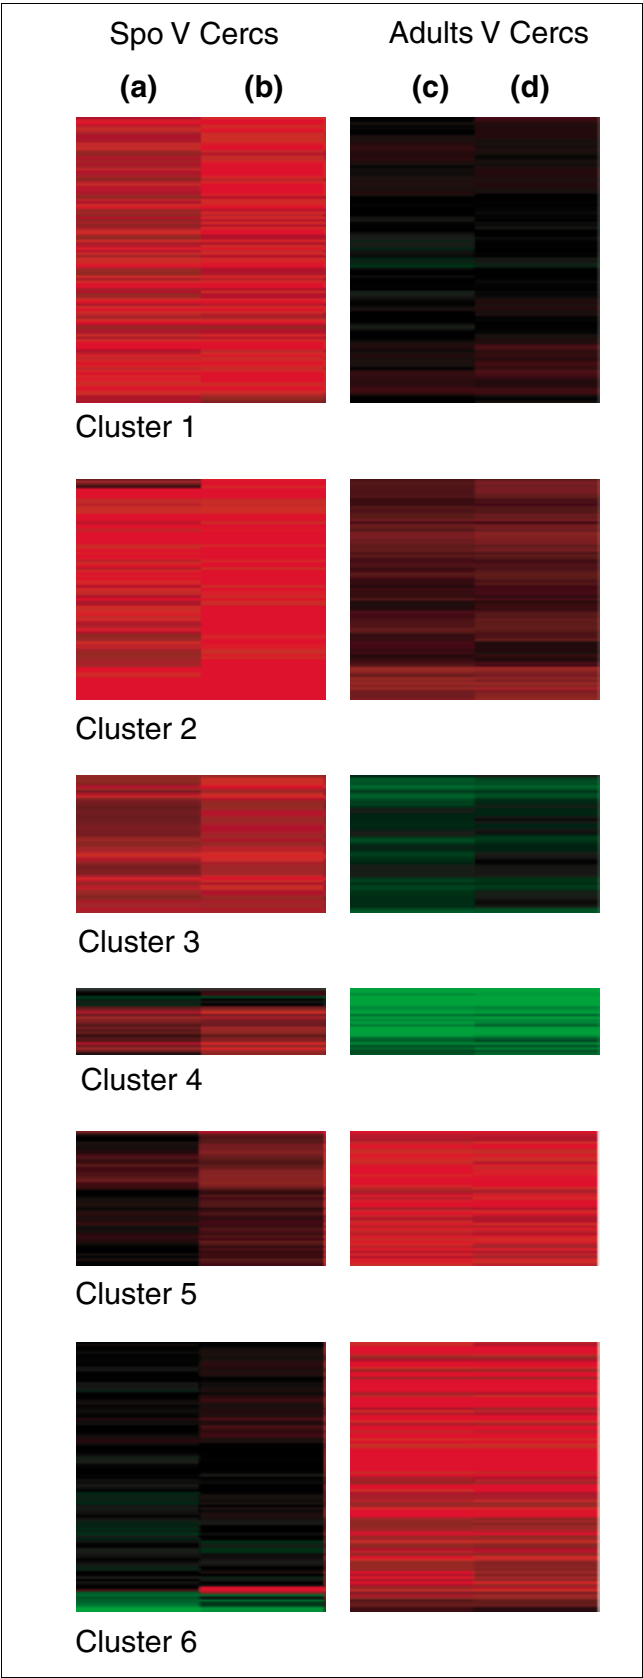 Spo V Cercs Adults V Cercs
(a) (b) (c) (d)
Cluster 1
Cluster 2
Cluster 3
Cluster 4
Cluster 5
Cluster 6